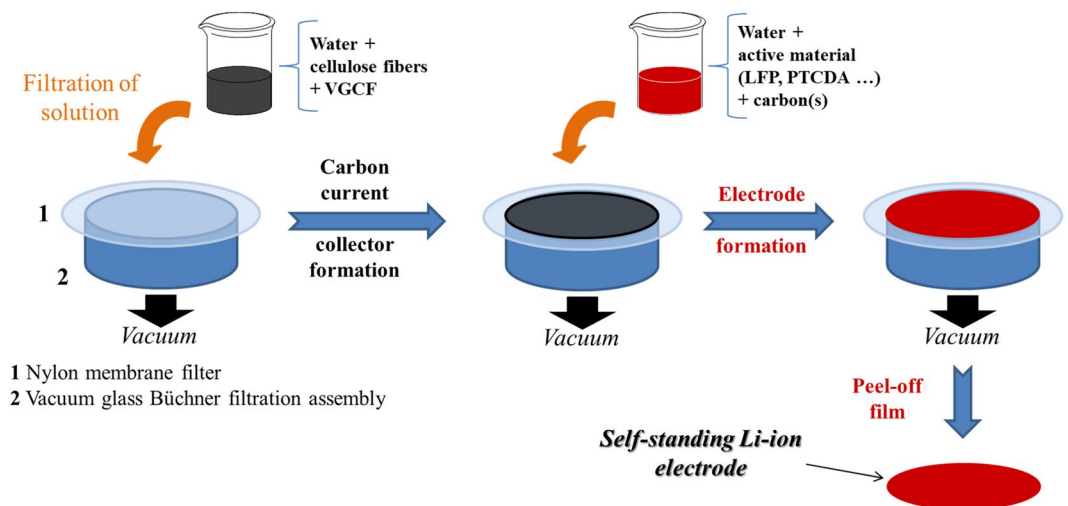 Water +
cellulose fibers
+ VGCF
Water +
active material
(LFP, PTCDA ...)
+ carbon(s)
Filtration of
solution
Carbon
current
collector
formation
Electrode
formation
1
2
Vacuum
Vacuum
Vacuum
1 Nylon membrane filter
2 Vacuum glass Büchner filtration assembly
Peel-off
film
Self-standing Li-ion
electrode